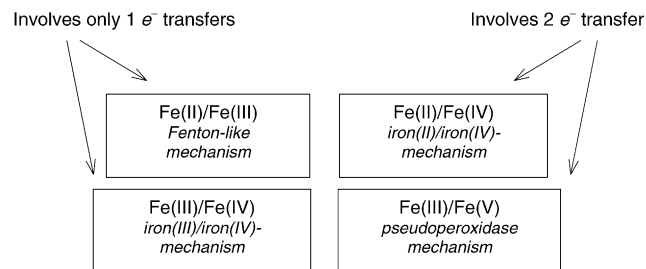 Involves only 1 e⁻ transfers
Involves 2 e⁻ transfer
Fe(II)/Fe(III)
Fenton-like
mechanism
Fe(II)/Fe(IV)
iron(II)/iron(IV)-
mechanism
Fe(III)/Fe(IV)
iron(III)/iron(IV)-
mechanism
Fe(III)/Fe(V)
pseudoperoxidase
mechanism